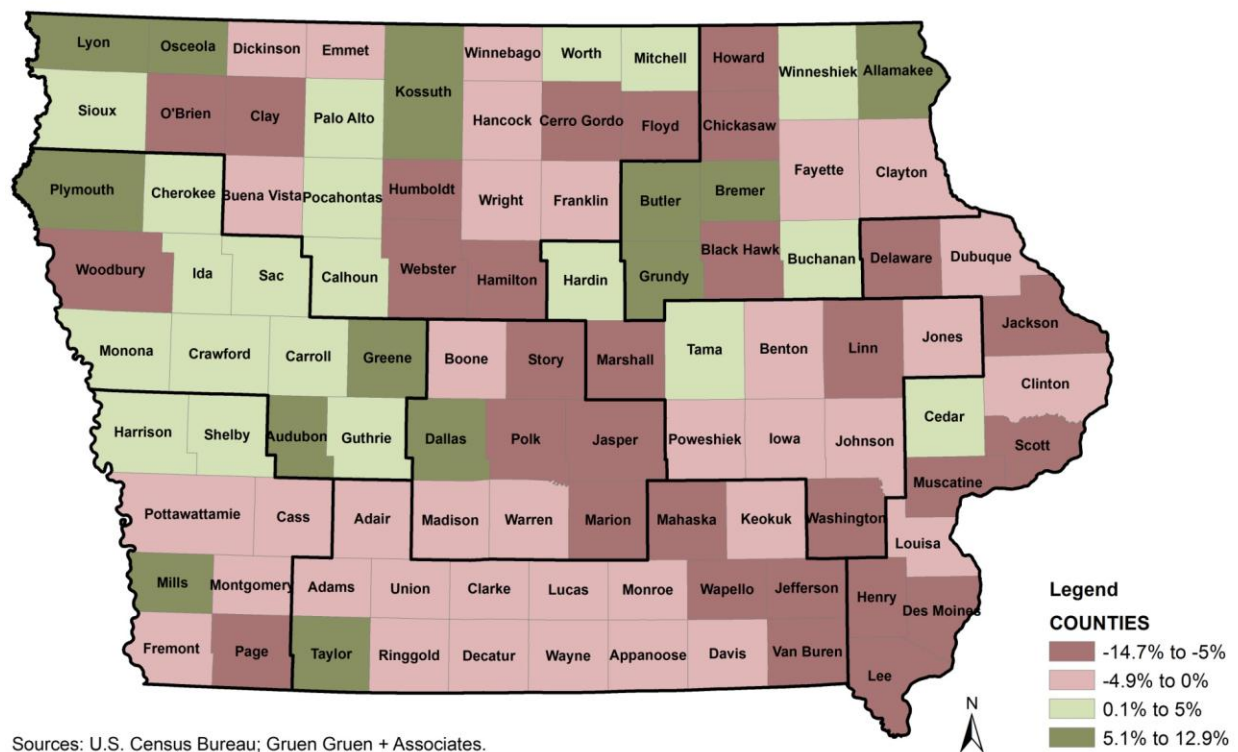 Lyon
Osceola
Dickinson
Emmet
Kossuth
Winnebago
Worth
Mitchell
Howard
Winneshiek
Allamakee
Sioux
O'Brien
Clay
Palo Alto
Hancock
Cerro Gordo
Floyd
Chickasaw
Fayette
Clayton
Plymouth
Cherokee
Buena Vista
Pocahontas
Humboldt
Wright
Franklin
Butler
Bremer
Woodbury
Ida
Sac
Calhoun
Webster
Hamilton
Hardin
Grundy
Black Hawk
Buchanan
Delaware
Dubuque
Jackson
Monona
Crawford
Carroll
Greene
Boone
Story
Marshall
Tama
Benton
Linn
Jones
Clinton
Harrison
Shelby
Audubon
Guthrie
Dallas
Polk
Jasper
Poweshiek
Iowa
Johnson
Cedar
Scott
Muscatine
Pottawattamie
Cass
Adair
Madison
Warren
Marion
Mahaska
Keokuk
Washington
Louisa
Mills
Montgomery
Adams
Union
Clarke
Lucas
Monroe
Wapello
Jefferson
Henry
Des Moines
Fremont
Page
Taylor
Ringgold
Decatur
Wayne
Appanoose
Davis
Van Buren
Lee
Legend
COUNTIES
-14.7% to -5%
-4.9% to 0%
0.1% to 5%
5.1% to 12.9%
N
Sources: U.S. Census Bureau; Gruen Gruen + Associates.